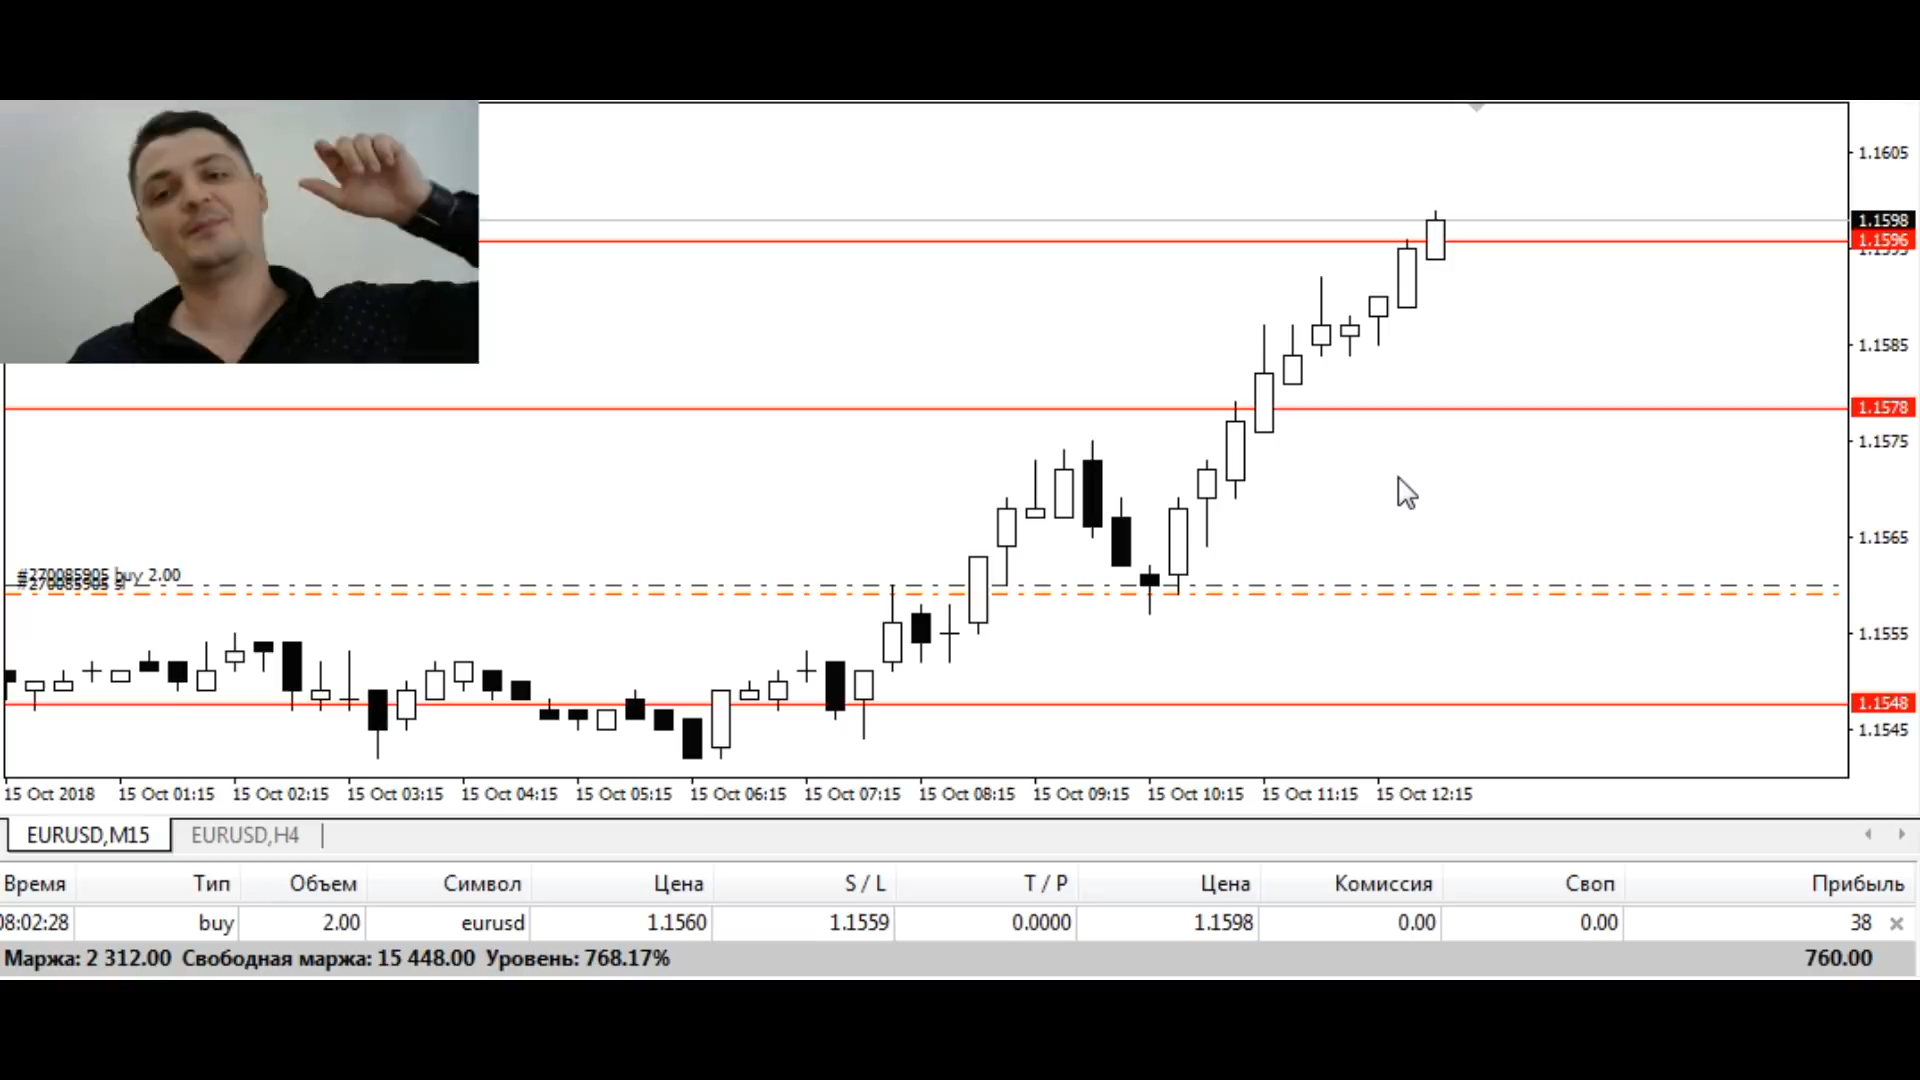 1.1605
1.1598
1.1596
1.1595
1.1585
1.1578
1.1575
1.1565
#270085905 buy 2.00
#270085905 sl
1.1555
1.1548
1.1545
15 Oct 2018 15 Oct 01:15 15 Oct 02:15 15 Oct 03:15 15 Oct 04:15 15 Oct 05:15 15 Oct 06:15 15 Oct 07:15 15 Oct 08:15 15 Oct 09:15 15 Oct 10:15 15 Oct 11:15 15 Oct 12:15
EURUSD,M15 EURUSD,H4
Время Тип Объем Символ Цена S / L T / P Цена Комиссия Своп Прибыль
08:02:28 buy 2.00 eurusd 1.1560 1.1559 0.0000 1.1598 0.00 0.00 38
Маржа: 2 312.00 Свободная маржа: 15 448.00 Уровень: 768.17% 760.00